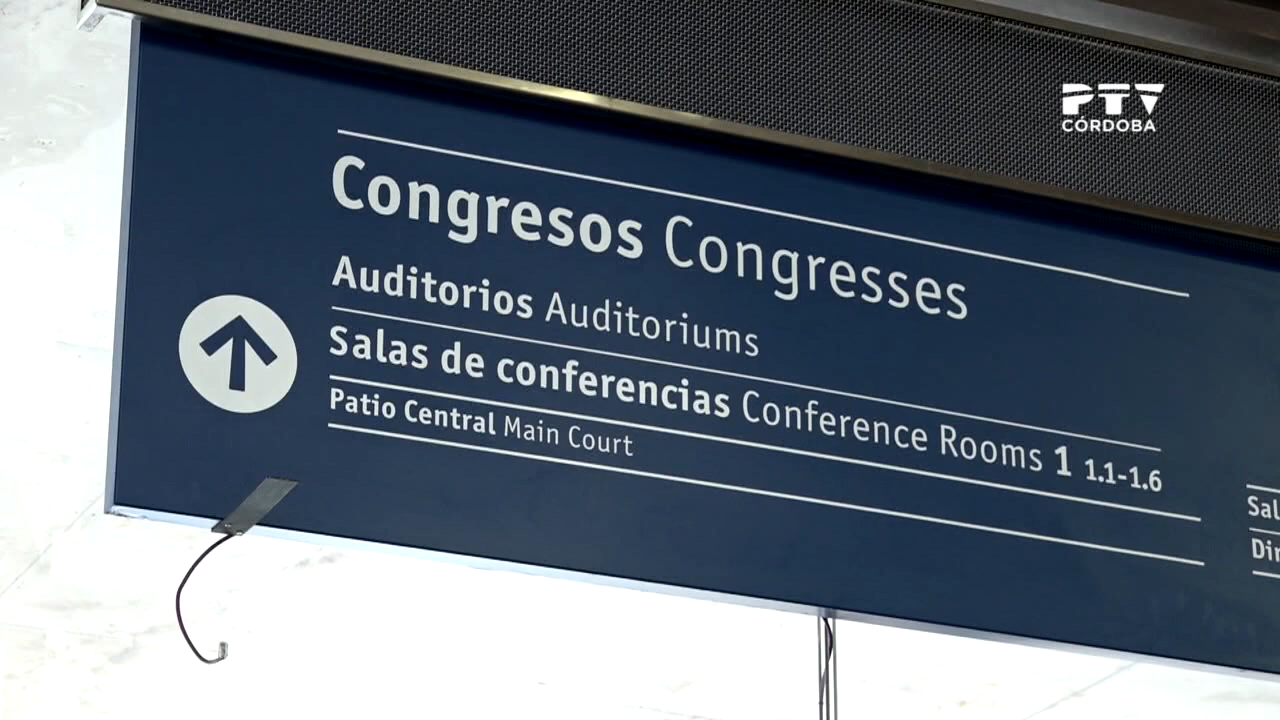 PTV
CÓRDOBA
Congresos Congresses
Auditorios Auditoriums
Salas de conferencias Conference Rooms 1 1.1-1.6
Patio Central Main Court